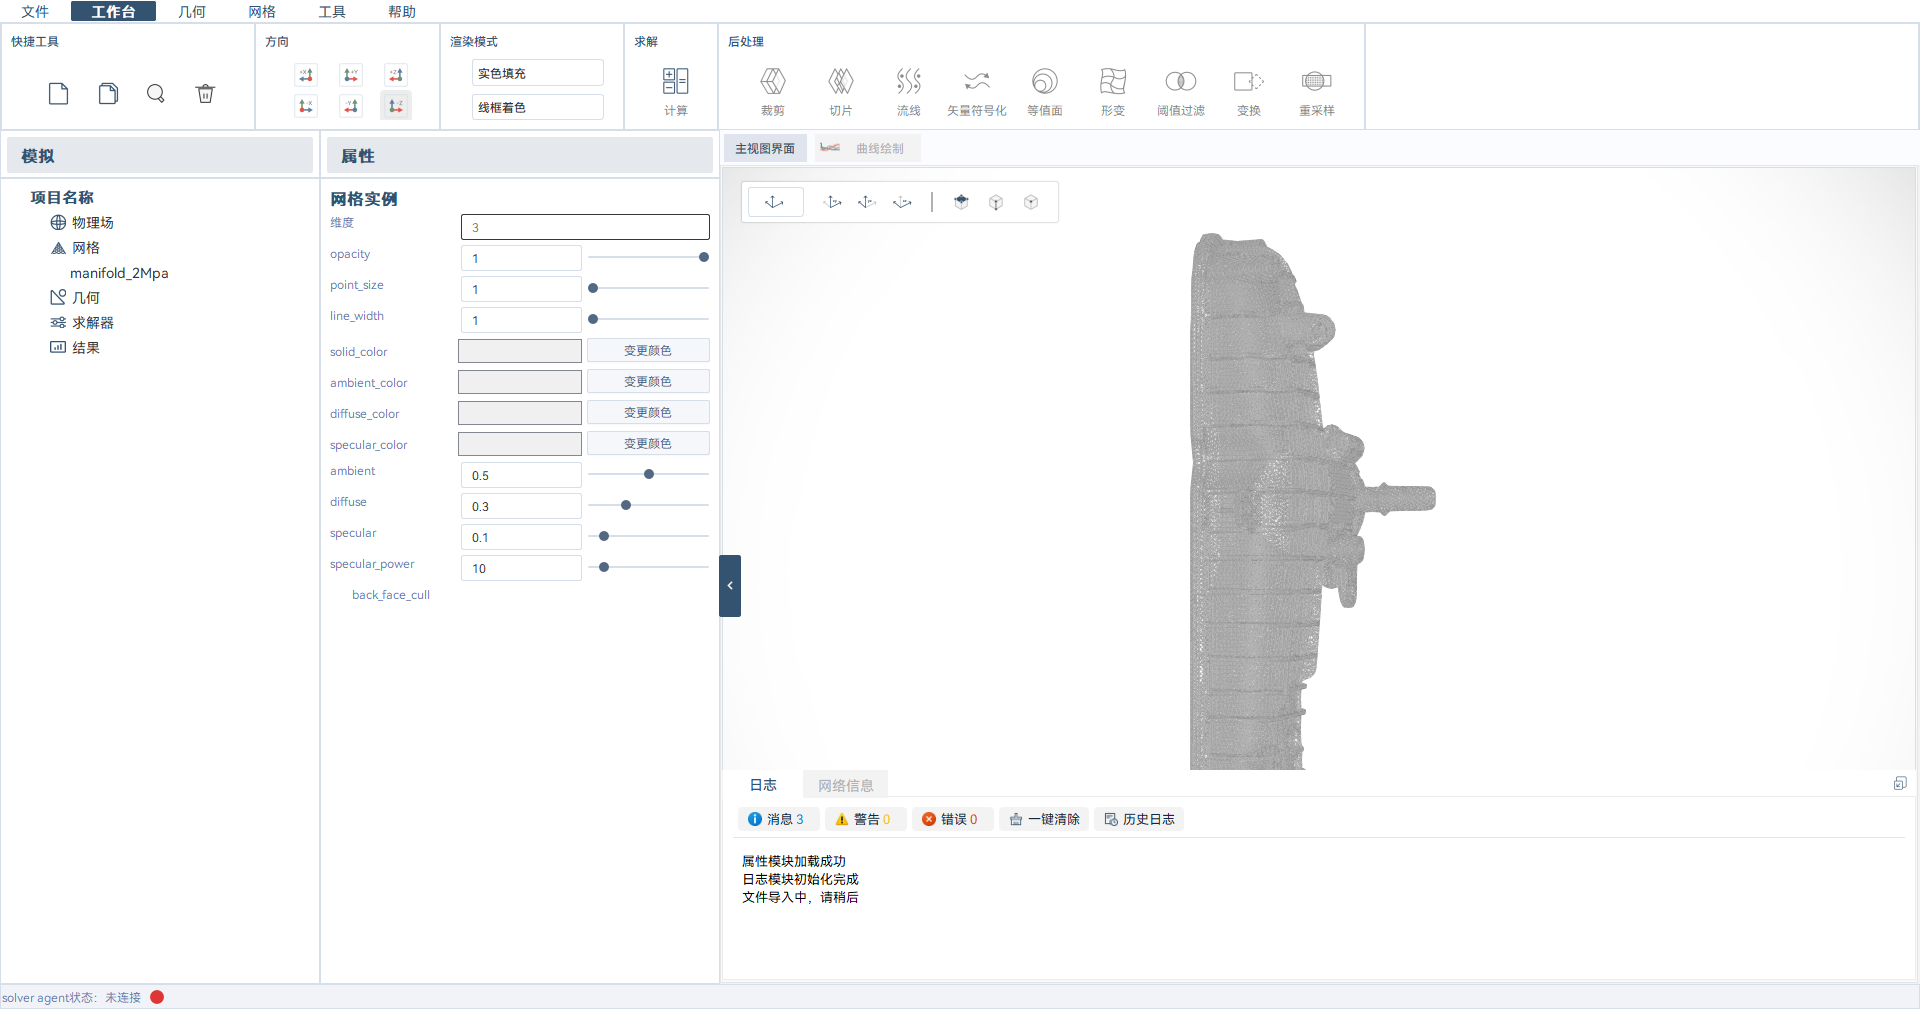 文件 工作台 几何 网格 工具 帮助
快捷工具 方向 渲染模式 求解 后处理
实色填充
线框着色
计算 裁剪 切片 流线 矢量符号化 等值面 形变 阈值过滤 变换 重采样
模拟
项目名称
物理场
网格
manifold_2Mpa
几何
求解器
结果
属性
网格实例
维度 3
opacity 1
point_size 1
line_width 1
solid_color 变更颜色
ambient_color 变更颜色
diffuse_color 变更颜色
specular_color 变更颜色
ambient 0.5
diffuse 0.3
specular 0.1
specular_power 10
back_face_cull
主视图界面 曲线绘制
日志 网络信息
消息 3 警告 0 错误 0 一键清除 历史日志
属性模块加载成功
日志模块初始化完成
文件导入中，请稍后
solver agent状态: 未连接